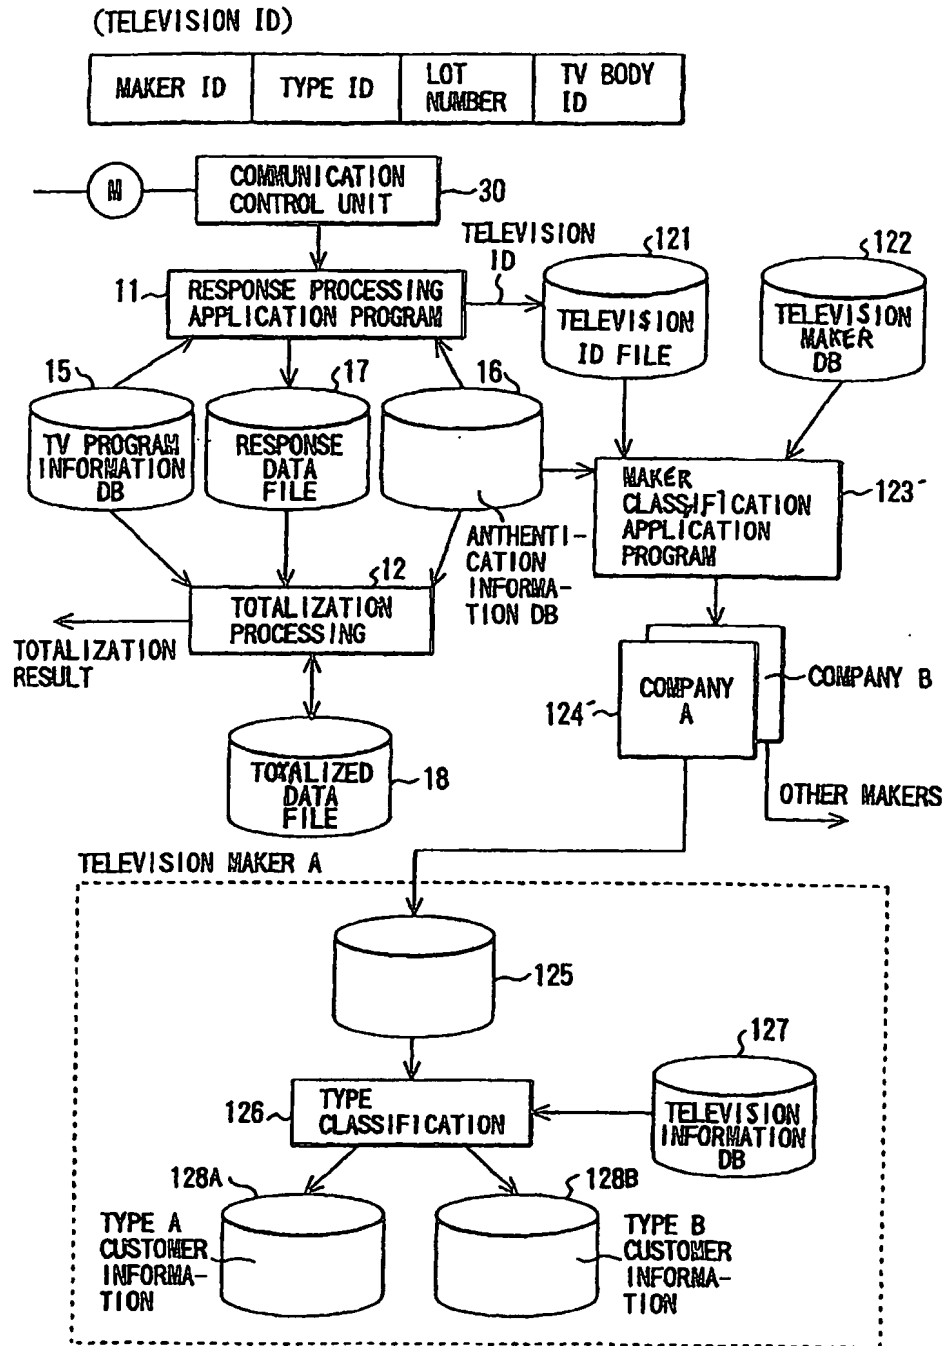 (TELEVISION ID)
MAKER ID
TYPE ID
LOT
NUMBER
TV BODY
ID
M
COMMUNICATION
CONTROL UNIT
30
TELEVISION
ID
121
122
11
RESPONSE PROCESSING
APPLICATION PROGRAM
TELEVISION
ID FILE
TELEVISION
MAKER
DB
15
17
16
TV PROGRAM
INFORMATION
DB
RESPONSE
DATA
FILE
MAKER
CLASSIFICATION
APPLICATION
PROGRAM
123´
ANTHENTI-
CATION
INFORMA-
TION DB
12
TOTALIZATION
PROCESSING
TOTALIZATION
RESULT
COMPANY
A
COMPANY B
124´
TOTALIZED
DATA
FILE
18
OTHER MAKERS
TELEVISION MAKER A
125
127
126
TYPE
CLASSIFICATION
TELEVISION
INFORMATION
DB
128A
128B
TYPE A
CUSTOMER
INFORMA-
TION
TYPE B
CUSTOMER
INFORMA-
TION